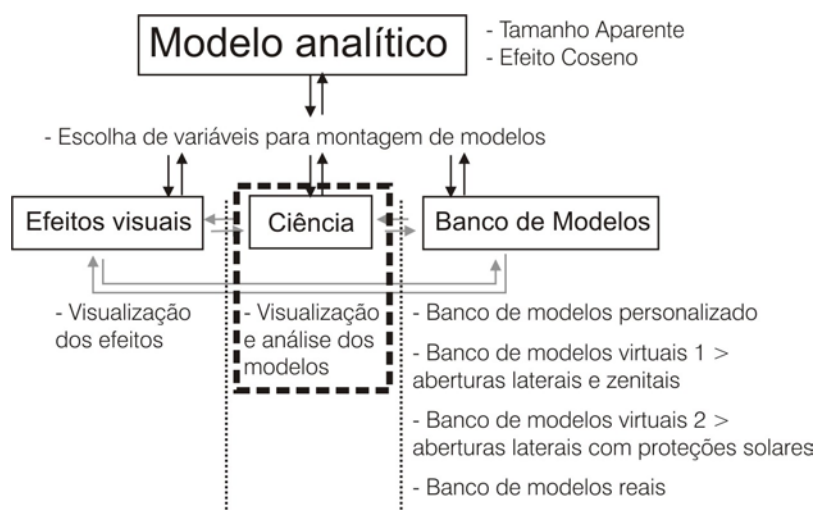 Modelo analítico
- Tamanho Aparente
- Efeito Coseno
- Escolha de variáveis para montagem de modelos
Efeitos visuais
Ciência
Banco de Modelos
- Visualização
dos efeitos
- Visualização
e análise dos
modelos
- Banco de modelos personalizado
- Banco de modelos virtuais 1 >
aberturas laterais e zenitais
- Banco de modelos virtuais 2 >
aberturas laterais com proteções solares
- Banco de modelos reais